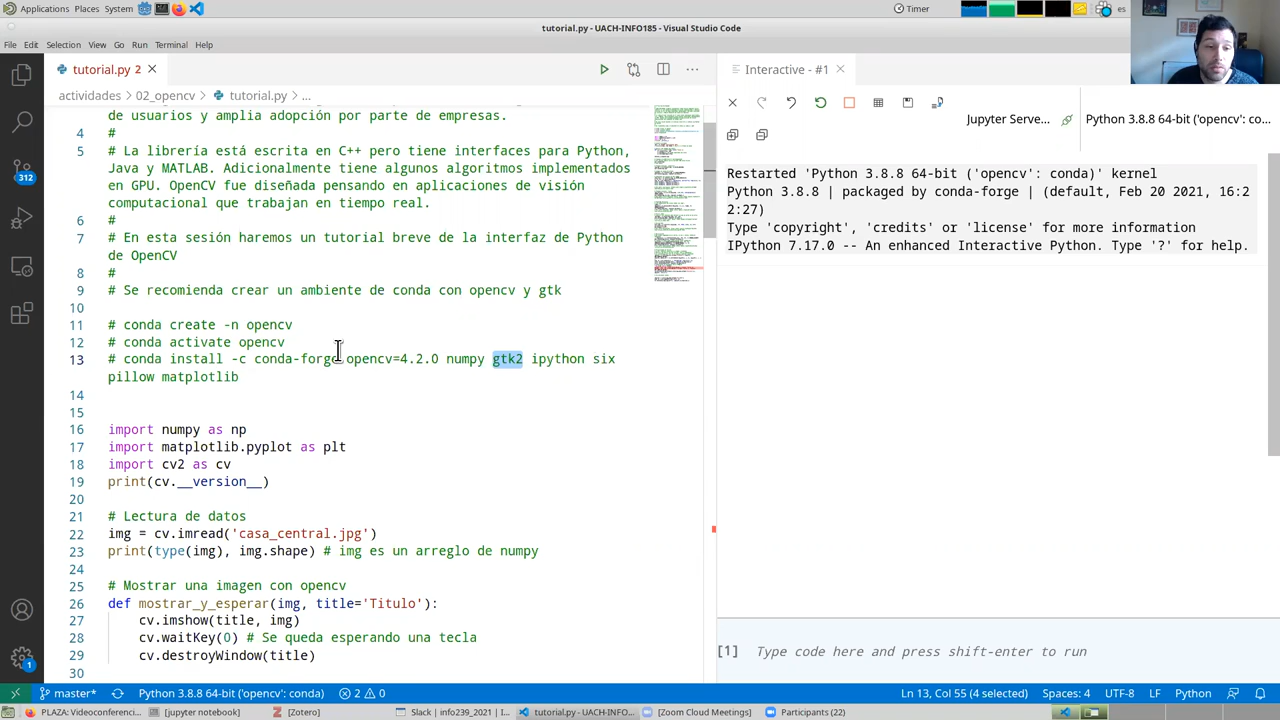 Applications Places System
Timer
es
tutorial.py - UACH-INFO185 - Visual Studio Code
File Edit Selection View Go Run Terminal Help
tutorial.py 2
Interactive - #1
actividades > 02_opencv > tutorial.py > ...
Jupyter Serve...
ython 3.8.8 64-bit ('opencv': co...
de usuarios y amplia adopción por parte de empresas.
4 #
5 # La librería está escrita en C++ pero tiene interfaces para Python,
Java y MATLAB. Adicionalmente tiene algunos algoritmos implementados
en GPU. OpenCV fue diseñada pensando en aplicaciones de visión
computacional que trabajan en tiempo real
6 #
7 # En esta sesión haremos un tutorial corto de la interfaz de Python
de OpenCV
8 #
9 # Se recomienda crear un ambiente de conda con opencv y gtk
10
11 # conda create -n opencv
12 # conda activate opencv
13 # conda install -c conda-forge opencv=4.2.0 numpy gtk2 ipython six
pillow matplotlib
14
15
16 import numpy as np
17 import matplotlib.pyplot as plt
18 import cv2 as cv
19 print(cv.__version__)
20
21 # Lectura de datos
22 img = cv.imread('casa_central.jpg')
23 print(type(img), img.shape) # img es un arreglo de numpy
24
25 # Mostrar una imagen con opencv
26 def mostrar_y_esperar(img, title='Titulo'):
27 cv.imshow(title, img)
28 cv.waitKey(0) # Se queda esperando una tecla
29 cv.destroyWindow(title)
30
Restarted 'Python 3.8.8 64-bit ('opencv': conda)' kernel
Python 3.8.8 | packaged by conda-forge | (default, Feb 20 2021, 16:2
2:27)
Type 'copyright', 'credits' or 'license' for more information
IPython 7.17.0 -- An enhanced Interactive Python. Type '?' for help.
[1] Type code here and press shift-enter to run
312
1
master* Python 3.8.8 64-bit ('opencv': conda) 2 0
Ln 13, Col 55 (4 selected) Spaces: 4 UTF-8 LF Python
PLAZA: Videoconferenci... [jupyter notebook] [Zotero] Slack | info239_2021 | I... tutorial.py — UACH-INFO... [Zoom Cloud Meetings] Participants (22)